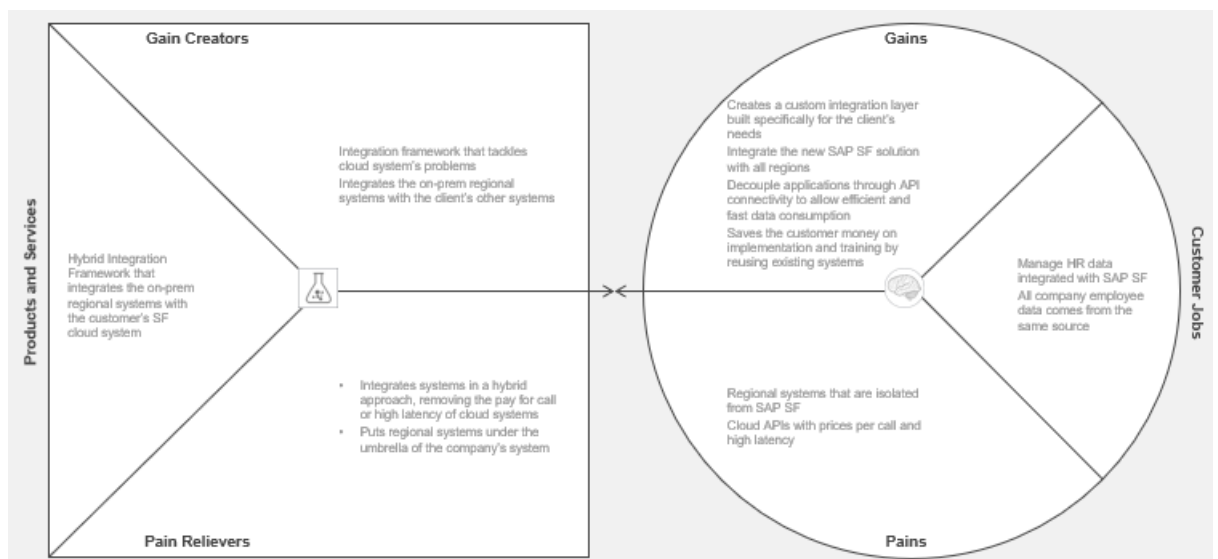 Gain Creators
Integration framework that tackles
cloud system's problems
Integrates the on-prem regional
systems with the client's other systems
Products and Services
Hybrid Integration
Framework that
integrates the on-prem
regional systems with
the customer's SF
cloud system
• Integrates systems in a hybrid
approach, removing the pay for call
or high latency of cloud systems
• Puts regional systems under the
umbrella of the company's system
Pain Relievers
Gains
Creates a custom integration layer
built specifically for the client's
needs
Integrate the new SAP SF solution
with all regions
Decouple applications through API
connectivity to allow efficient and
fast data consumption
Saves the customer money on
implementation and training by
reusing existing systems
Manage HR data
integrated with SAP SF
All company employee
data comes from the
same source
Customer Jobs
Regional systems that are isolated
from SAP SF
Cloud APIs with prices per call and
high latency
Pains